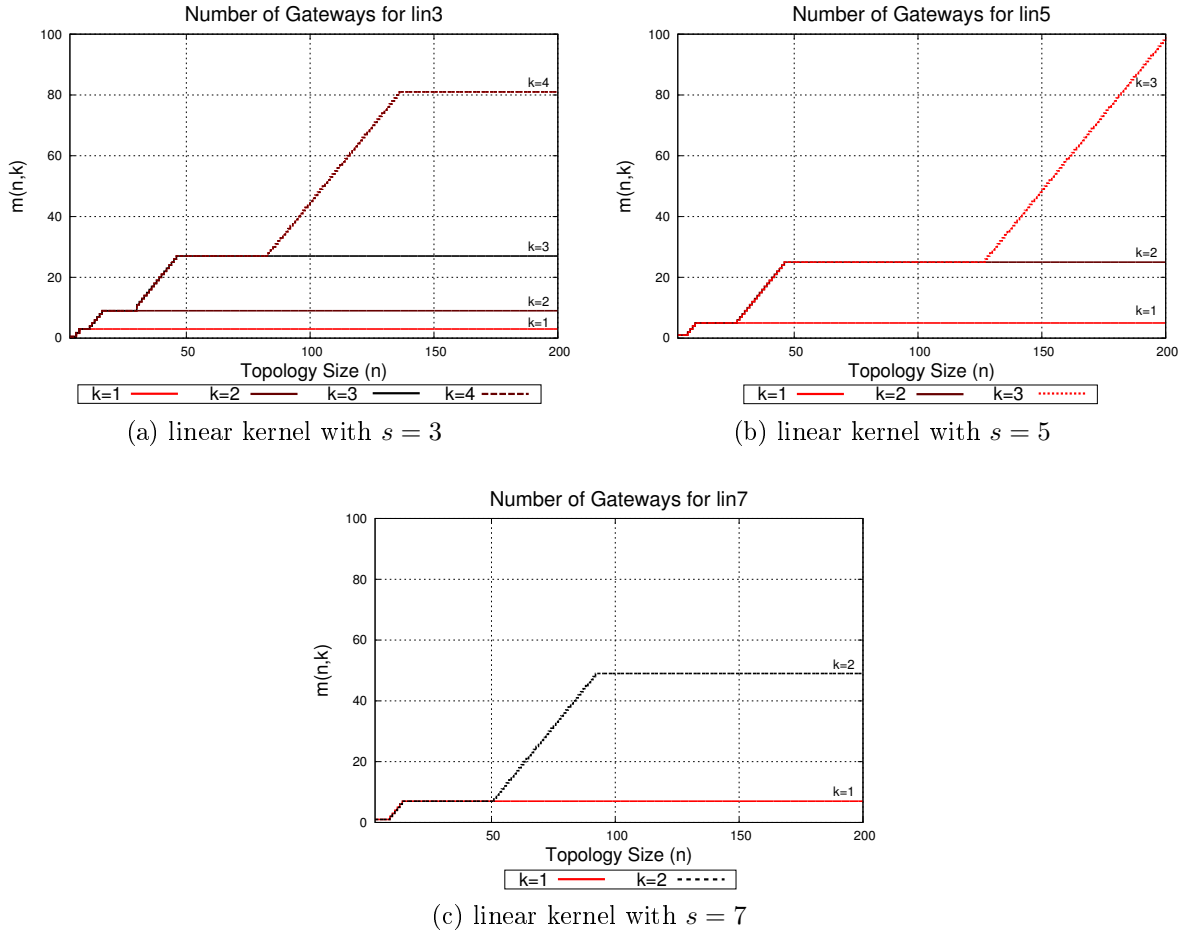 Number of Gateways for lin3
100
80
60
40
20
0
m(n,k)
k=4
k=3
k=2
k=1
50
100
150
200
Topology Size (n)
k=1 k=2 k=3 k=4
(a) linear kernel with s = 3
Number of Gateways for lin5
100
80
60
40
20
0
m(n,k)
k=3
k=2
k=1
50
100
150
200
Topology Size (n)
k=1 k=2 k=3
(b) linear kernel with s = 5
Number of Gateways for lin7
100
80
60
40
20
0
m(n,k)
k=2
k=1
50
100
150
200
Topology Size (n)
k=1 k=2
(c) linear kernel with s = 7